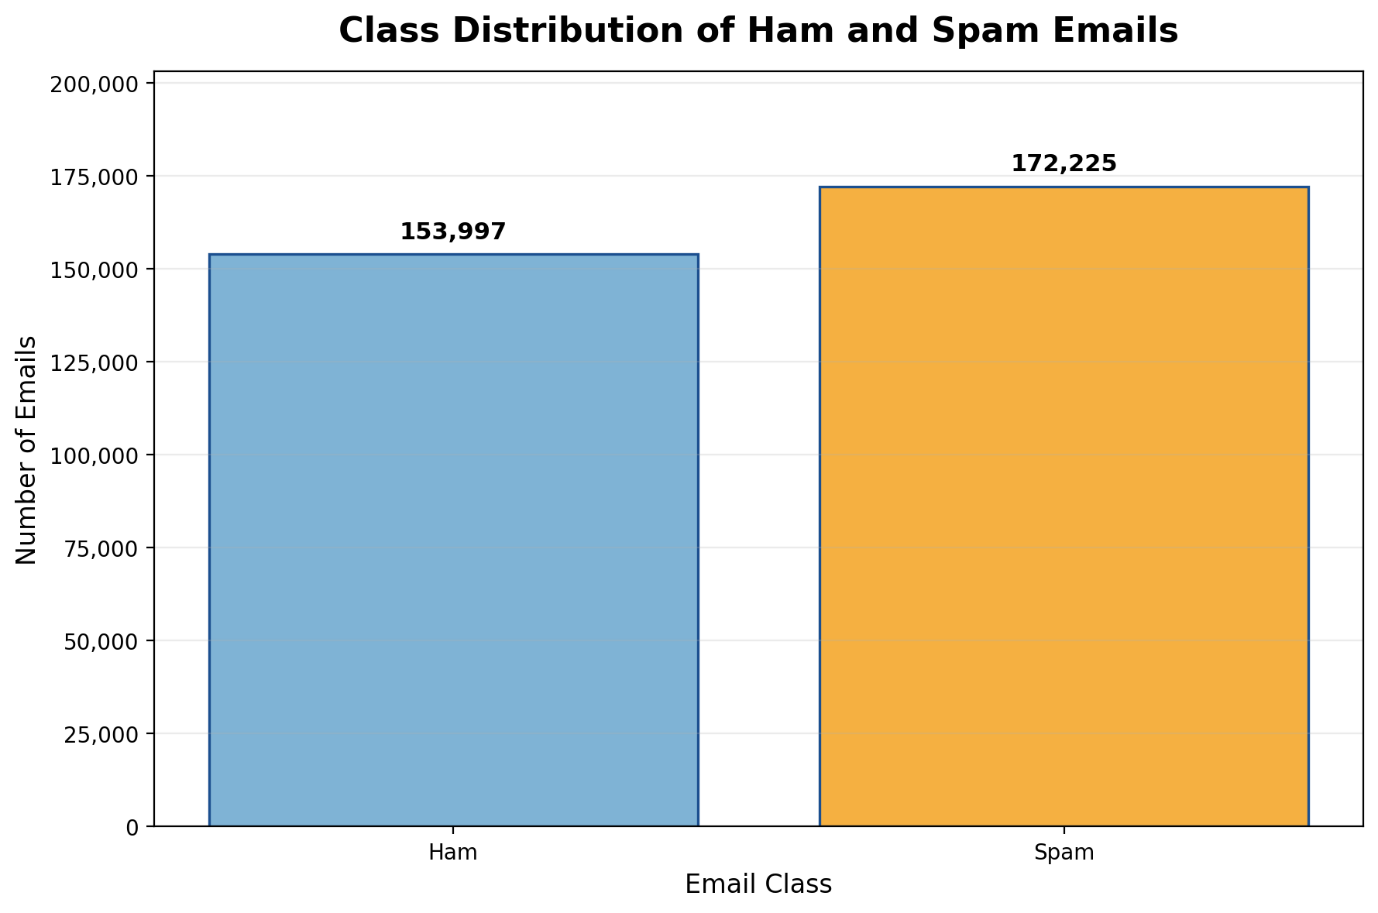 Class Distribution of Ham and Spam Emails
200,000
175,000
150,000
125,000
100,000
75,000
50,000
25,000
0
Number of Emails
153,997
172,225
Ham
Spam
Email Class